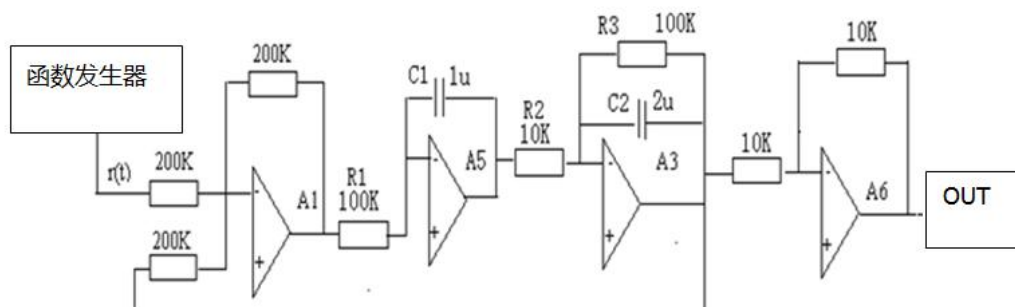 函数发生器
r(t)
200K
200K
200K
-
+
A1
R1
100K
C1
1u
-
+
A5
R2
10K
R3
100K
C2
2u
-
+
A3
10K
10K
-
+
A6
OUT